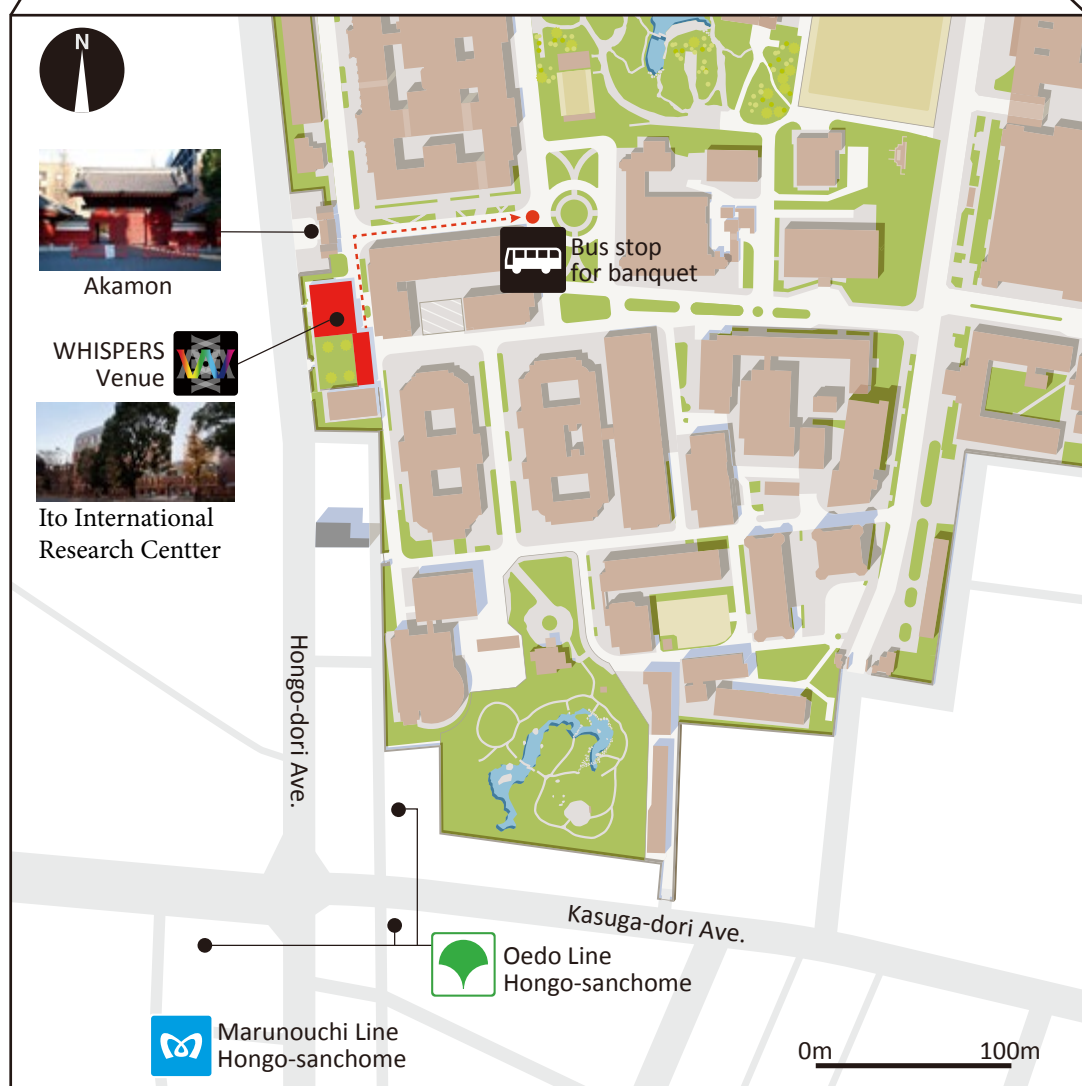 N
Akamon
WHISPERS
Venue
Ito International
Research Centter
Bus stop
for banquet
Hongo-dori Ave.
Kasuga-dori Ave.
Oedo Line
Hongo-sanchome
Marunouchi Line
Hongo-sanchome
0m 100m